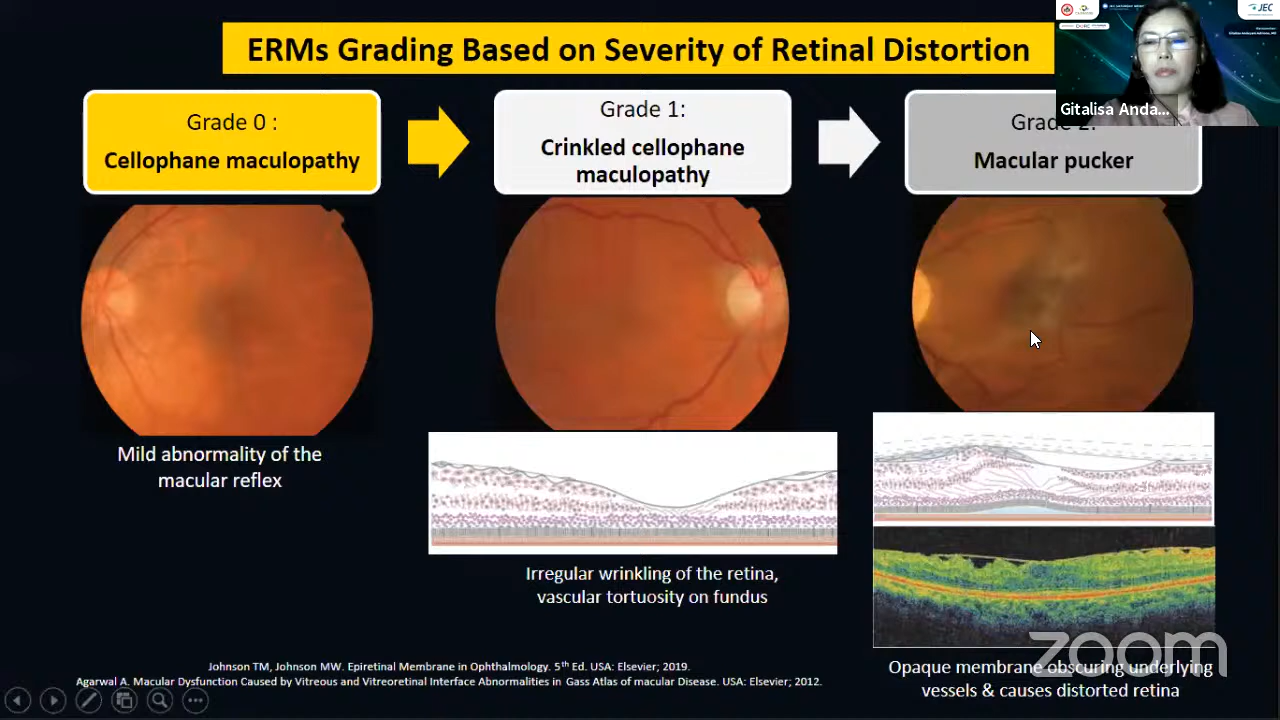 ERMs Grading Based on Severity of Retinal Distortion
JEC
Gitalisa Anda...
Grade 0 :
Cellophane maculopathy
Grade 1:
Crinkled cellophane
maculopathy
Grade 2:
Macular pucker
Mild abnormality of the
macular reflex
Irregular wrinkling of the retina,
vascular tortuosity on fundus
Opaque membrane obscuring underlying
vessels & causes distorted retina
zoom
Johnson TM, Johnson MW. Epiretinal Membrane in Ophthalmology. 5th Ed. USA: Elsevier; 2019.
Agarwal A. Macular Dysfunction Caused by Vitreous and Vitreoretinal Interface Abnormalities in Gass Atlas of macular Disease. USA: Elsevier; 2012.